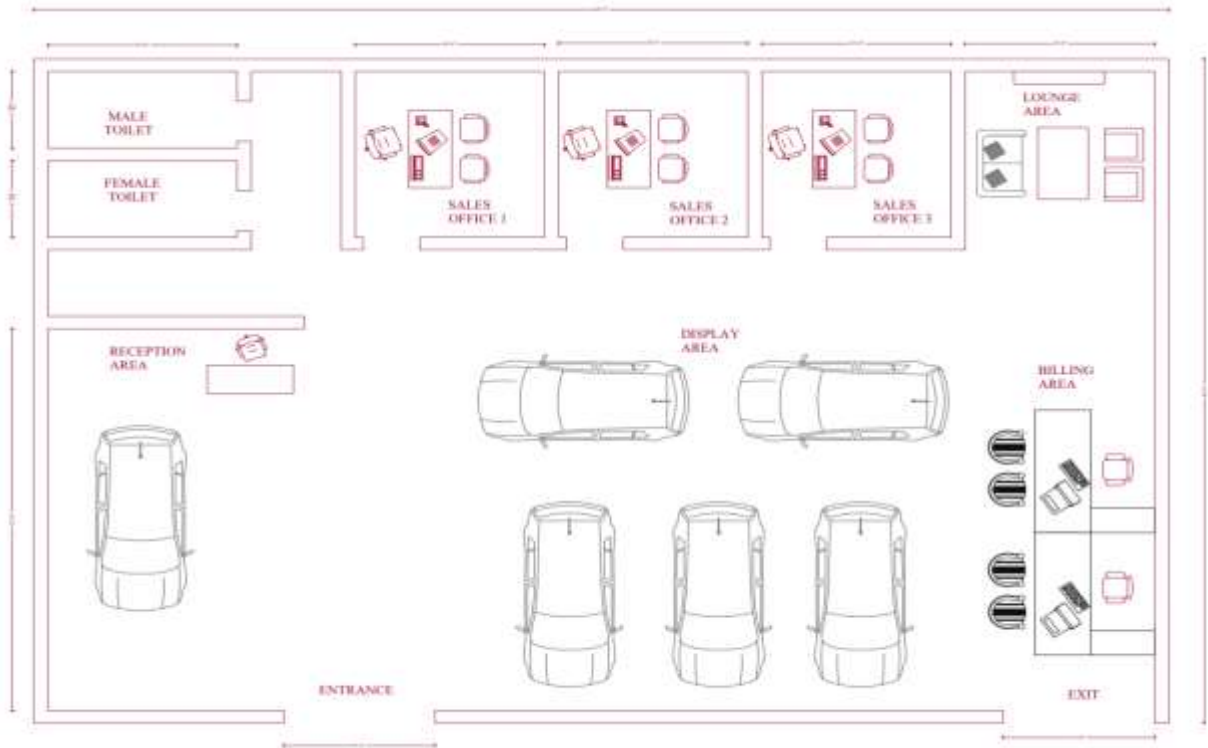 MALE
TOILET
FEMALE
TOILET
SALES
OFFICE 1
SALES
OFFICE 2
SALES
OFFICE 3
LOUNGE
AREA
RECEPTION
AREA
DISPLAY
AREA
BILLING
AREA
ENTRANCE
EXIT